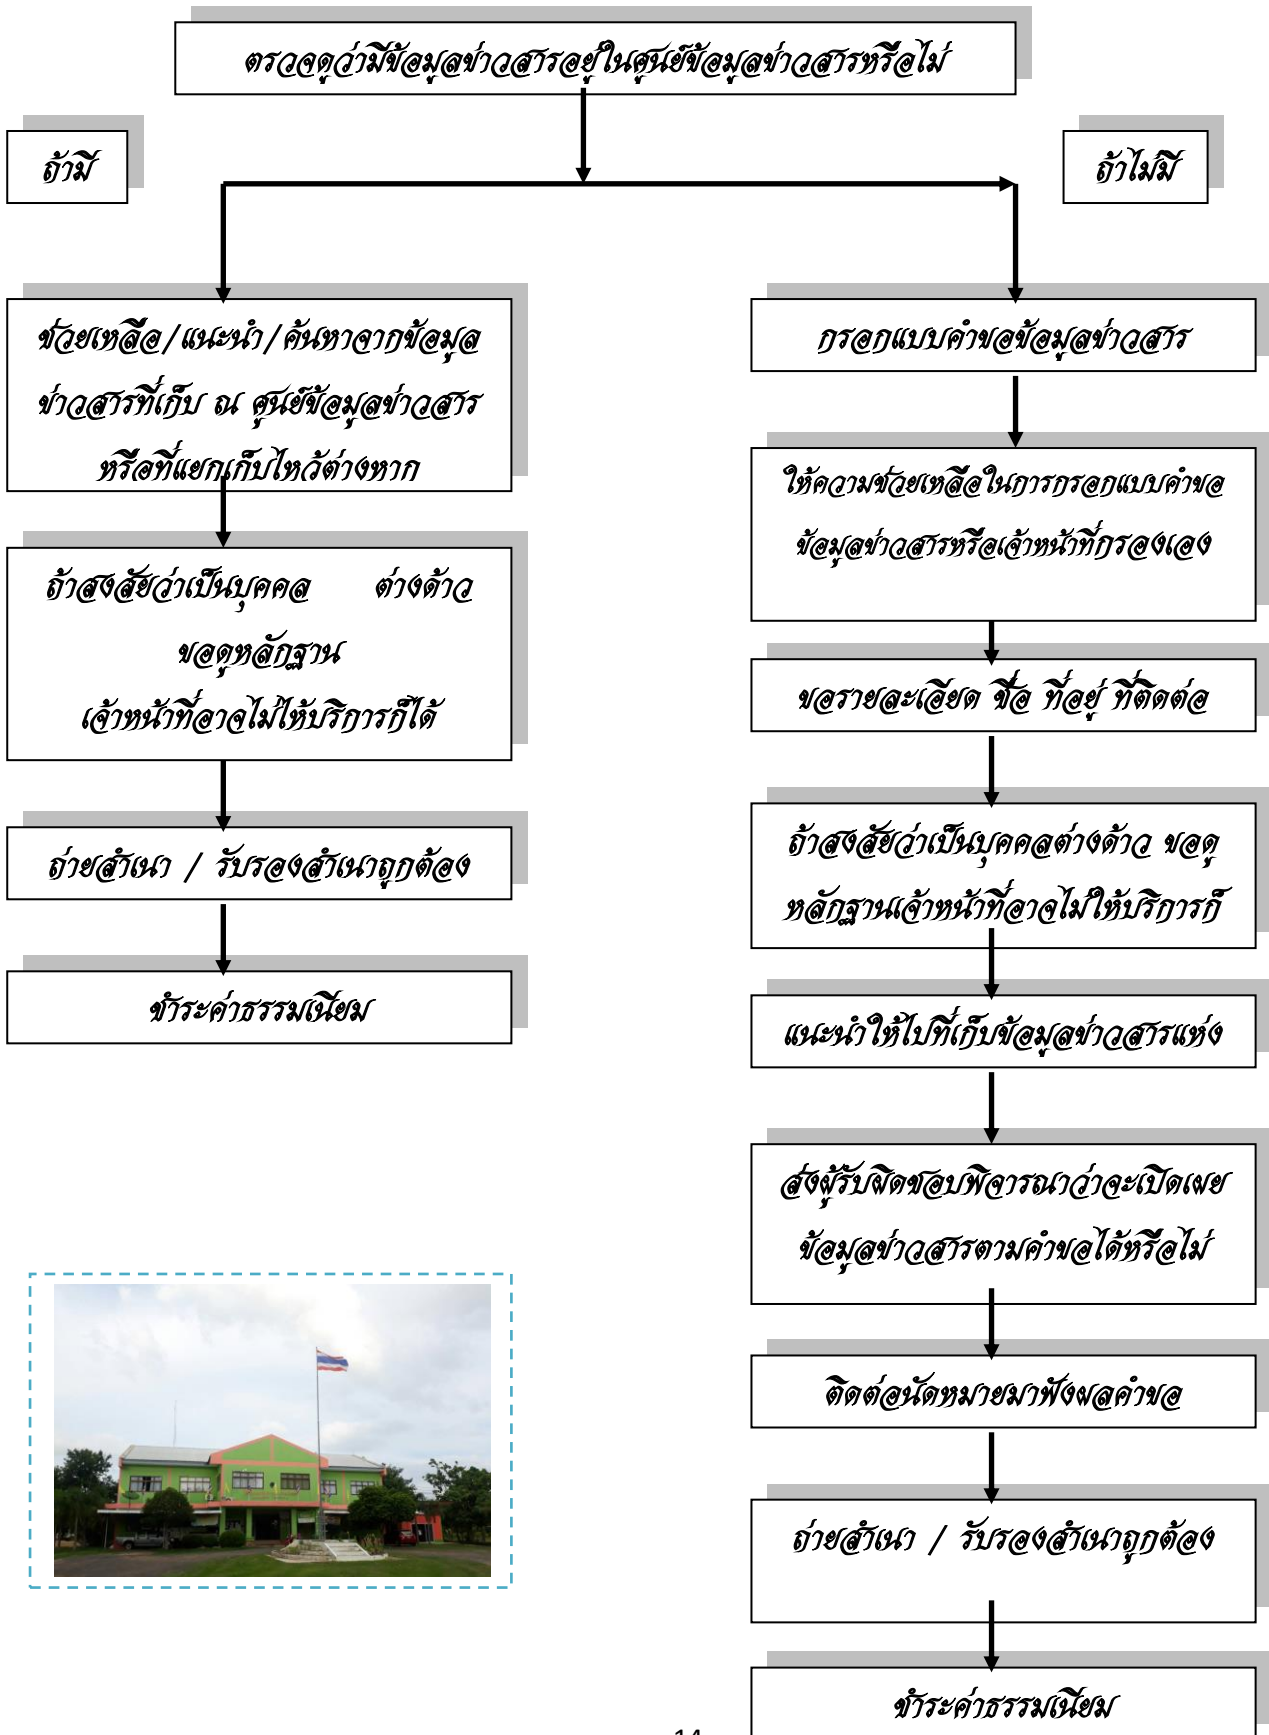 ตรวจดูว่ามีข้อมูลข่าวสารอยู่ในศูนย์ข้อมูลข่าวสารหรือไม่
ถ้ามี
ถ้าไม่มี
ช่วยเหลือ/แนะนำ/ค้นหาจากข้อมูล
ข่าวสารที่เก็บ ณ ศูนย์ข้อมูลข่าวสาร
หรือที่แยกเก็บไหว้ต่างหาก
ถ้าสงสัยว่าเป็นบุคคล ต่างด้าว
ขอดูหลักฐาน
เจ้าหน้าที่อาจไม่ให้บริการก็ได้
ถ่ายสำเนา / รับรองสำเนาถูกต้อง
ชำระค่าธรรมเนียม
กรอกแบบคำขอข้อมูลข่าวสาร
ให้ความช่วยเหลือในการกรอกแบบคำขอ
ข้อมูลข่าวสารหรือเจ้าหน้าที่กรองเอง
ขอรายละเอียด ชื่อ ที่อยู่ ที่ติดต่อ
ถ้าสงสัยว่าเป็นบุคคลต่างด้าว ขอดู
หลักฐานเจ้าหน้าที่อาจไม่ให้บริการก็
แนะนำให้ไปที่เก็บข้อมูลข่าวสารแห่ง
ส่งผู้รับผิดชอบพิจารณาว่าจะเปิดเผย
ข้อมูลข่าวสารตามคำขอได้หรือไม่
ติดต่อนัดหมายมาฟังผลคำขอ
ถ่ายสำเนา / รับรองสำเนาถูกต้อง
ชำระค่าธรรมเนียม
14